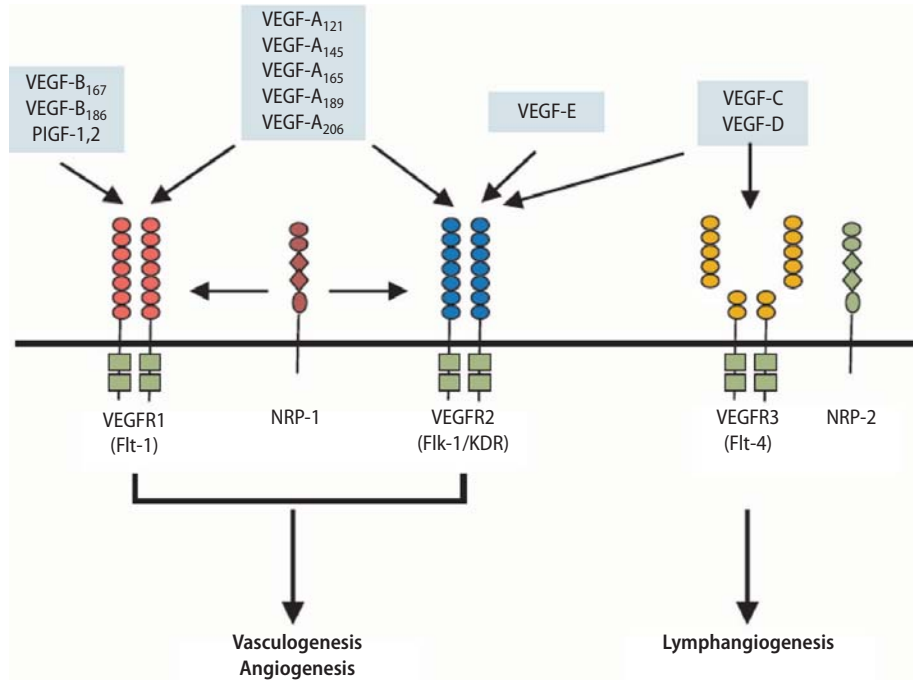 VEGF-A₁₂₁
VEGF-A₁₄₅
VEGF-A₁₆₅
VEGF-A₁₈₉
VEGF-A₂₀₆
VEGF-B₁₆₇
VEGF-B₁₈₆
PIGF-1,2
VEGF-E
VEGF-C
VEGF-D
VEGFR1
(Flt-1)
NRP-1
VEGFR2
(Flk-1/KDR)
VEGFR3
(Flt-4)
NRP-2
Vasculogenesis
Angiogenesis
Lymphangiogenesis